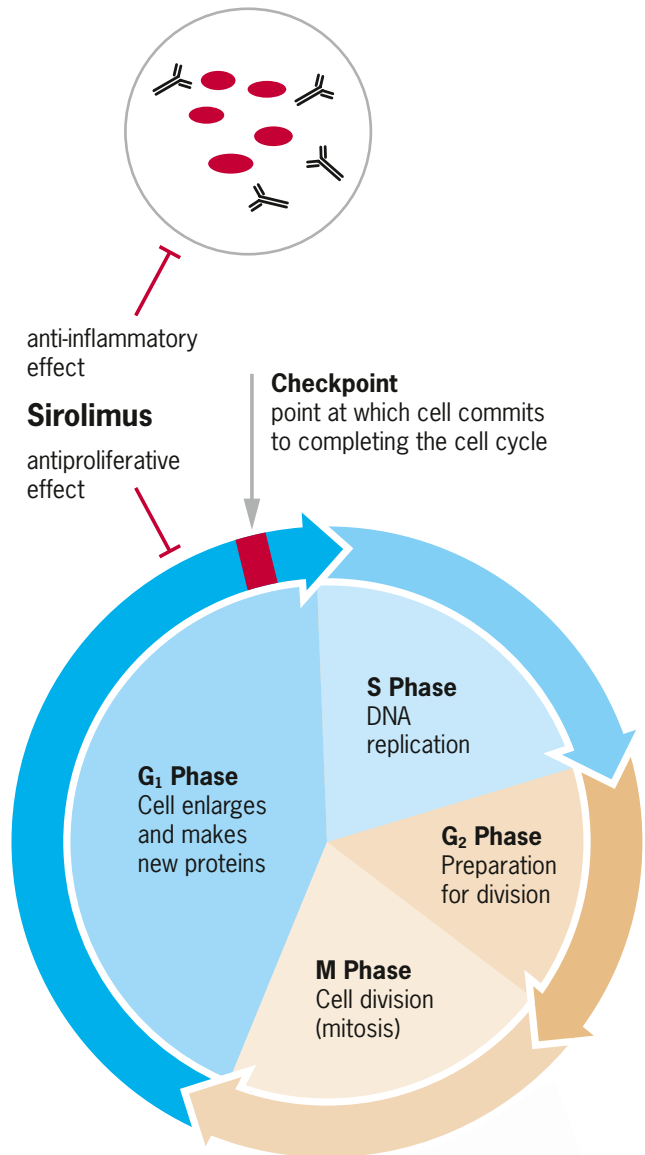 anti-inflammatory
effect
Sirolimus
antiproliferative
effect
Checkpoint
point at which cell commits
to completing the cell cycle
S Phase
DNA
replication
G₁ Phase
Cell enlarges
and makes
new proteins
G₂ Phase
Preparation
for division
M Phase
Cell division
(mitosis)